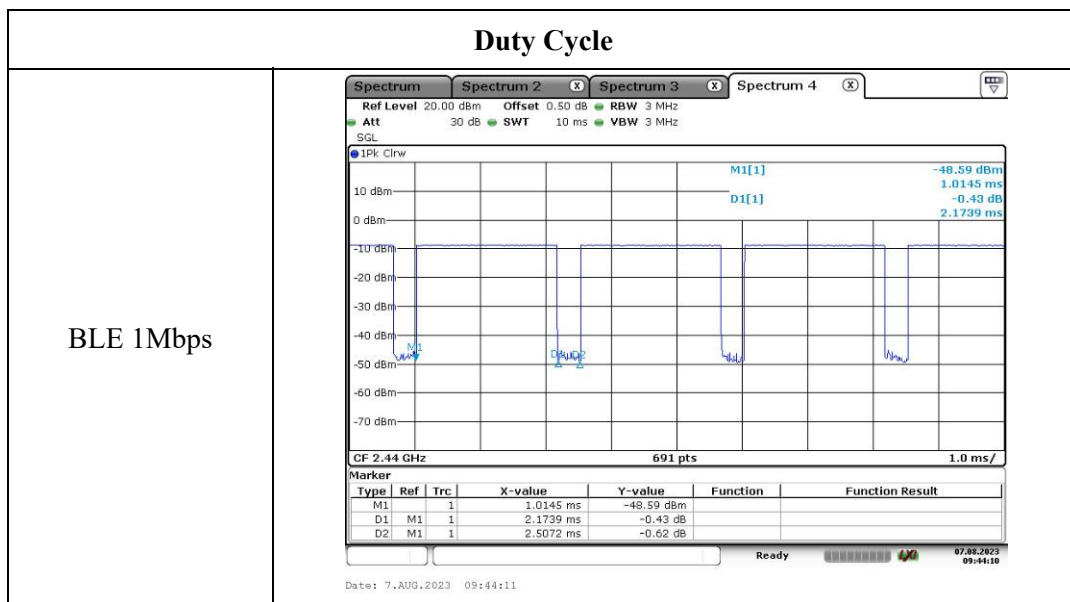 Duty Cycle
BLE 1Mbps
Spectrum Spectrum 2 X Spectrum 3 X Spectrum 4 X
Ref Level 20.00 dBm Offset 0.50 dB RBW 3 MHz
Att 30 dB SWT 10 ms VBW 3 MHz
SGL
1Pk Clrw
M1[1] -48.59 dBm
1.0145 ms
D1[1] -0.43 dB
2.1739 ms
10 dBm
0 dBm
-10 dBm
-20 dBm
-30 dBm
-40 dBm
M1
D2
-50 dBm
-60 dBm
-70 dBm
CF 2.44 GHz 691 pts 1.0 ms/
Marker
Type Ref Trc X-value Y-value Function Function Result
M1 1 1.0145 ms -48.59 dBm
D1 M1 1 2.1739 ms -0.43 dB
D2 M1 1 2.5072 ms -0.62 dB
Ready 07.08.2023
09:44:10
Date: 7.AUG.2023 09:44:11